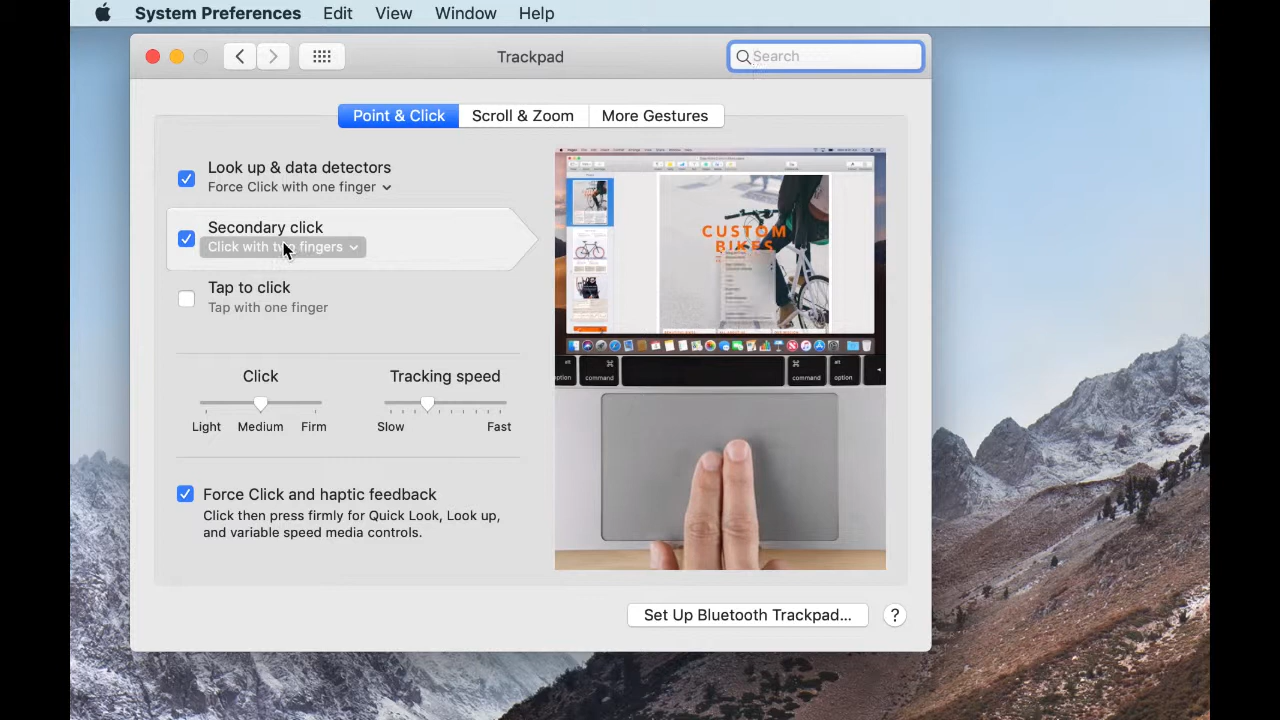 System Preferences Edit View Window Help
Trackpad
Search
Point & Click Scroll & Zoom More Gestures
Look up & data detectors
Force Click with one finger
Secondary click
Click with two fingers
Tap to click
Tap with one finger
CUSTOM
BIKES
command command option
Click Tracking speed
Light Medium Firm Slow Fast
Force Click and haptic feedback
Click then press firmly for Quick Look, Look up,
and variable speed media controls.
Set Up Bluetooth Trackpad... ?